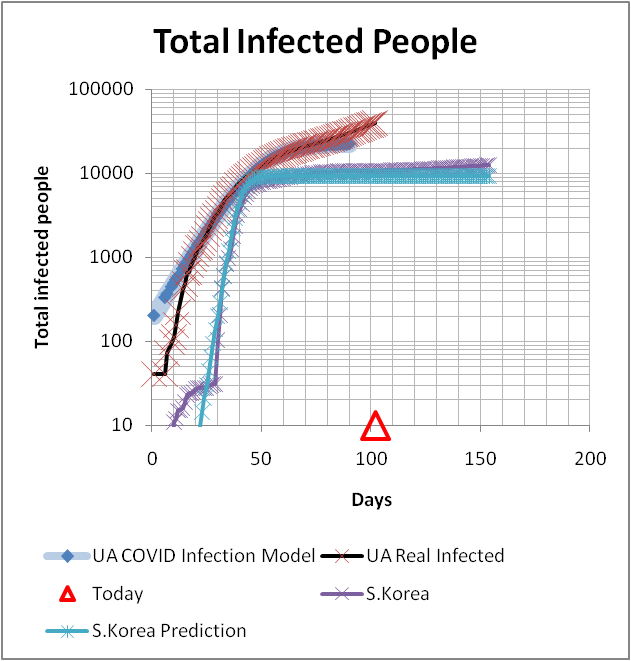 Total Infected People
100000
10000
1000
100
10
Total infected people
0 50 100 150 200
Days
UA COVID Infection Model UA Real Infected
Today S.Korea
S.Korea Prediction